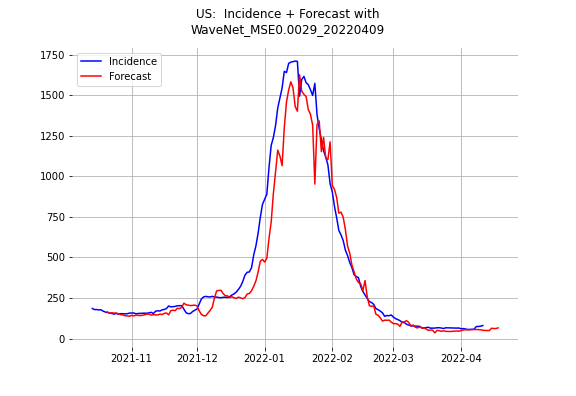 US:  Incidence + Forecast with
WaveNet_MSE0.0029_20220409
Incidence
Forecast
1750
1500
1250
1000
750
500
250
0
2021-11 2021-12 2022-01 2022-02 2022-03 2022-04